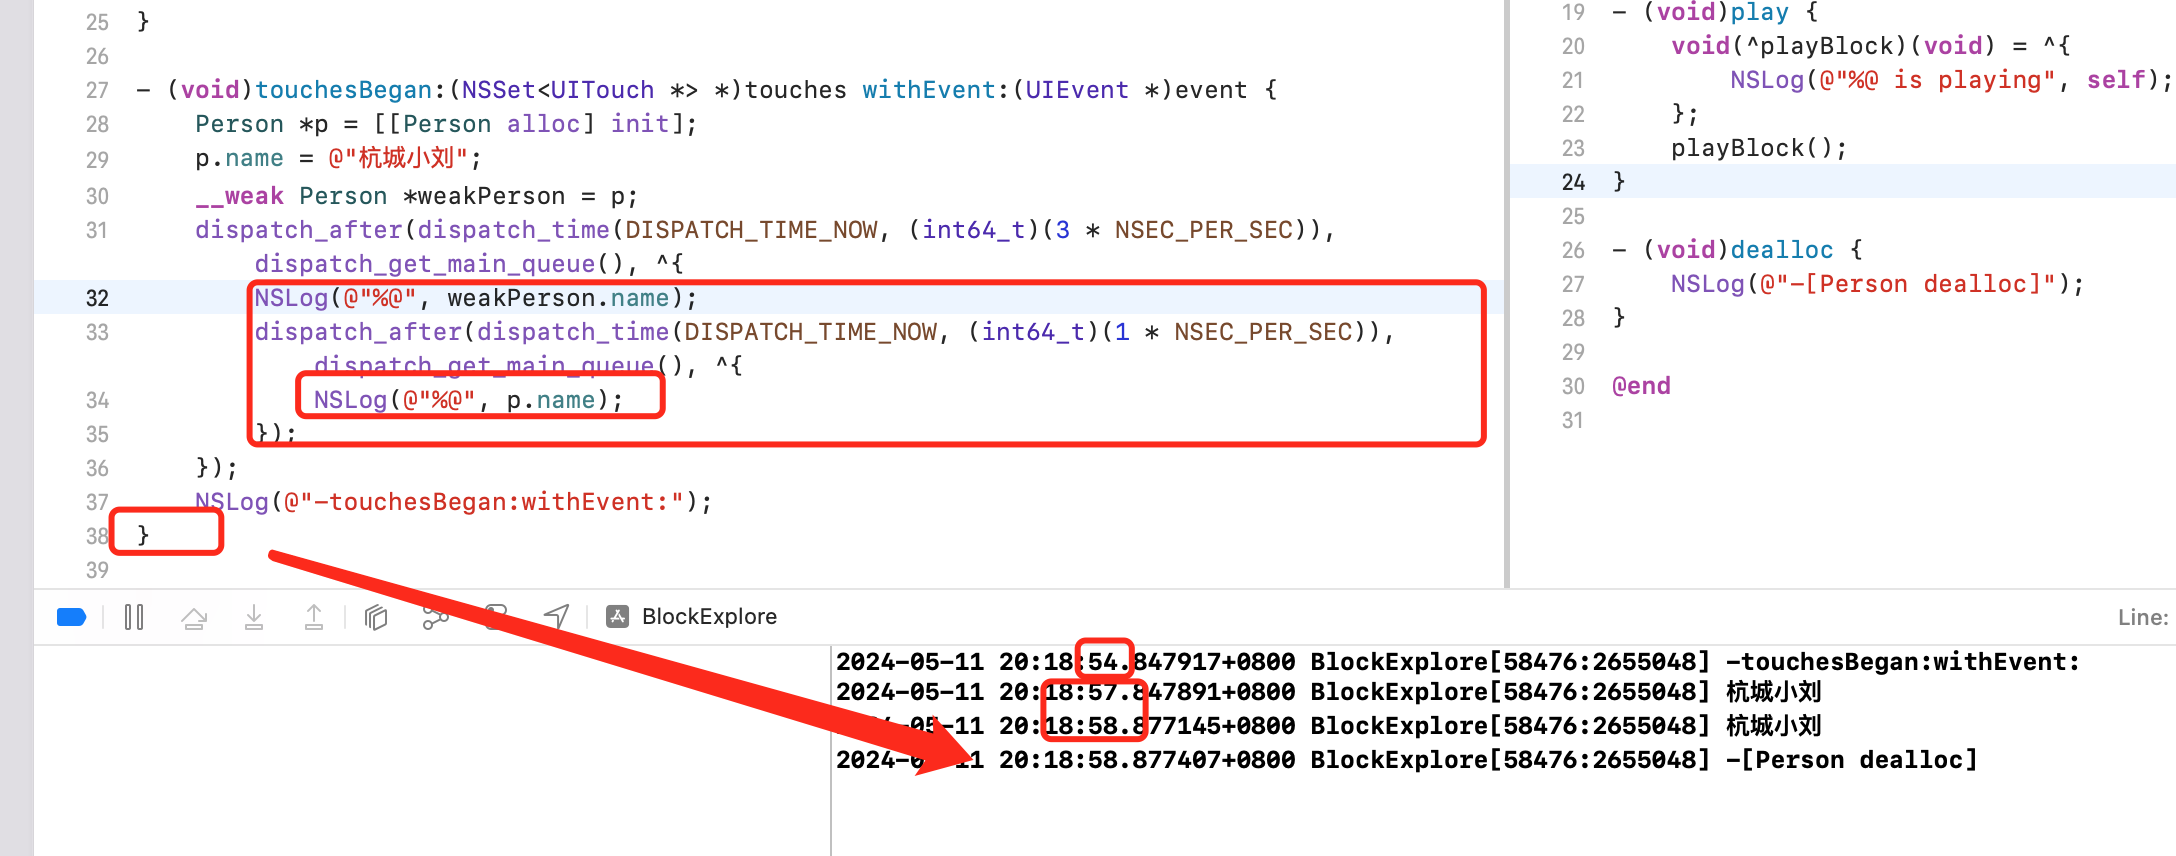 25 }
26
27 - (void)touchesBegan:(NSSet<UITouch *> *)touches withEvent:(UIEvent *)event {
28 Person *p = [[Person alloc] init];
29 p.name = @"杭城小刘";
30 __weak Person *weakPerson = p;
31 dispatch_after(dispatch_time(DISPATCH_TIME_NOW, (int64_t)(3 * NSEC_PER_SEC)),
dispatch_get_main_queue(), ^{
32 NSLog(@"%@", weakPerson.name);
33 dispatch_after(dispatch_time(DISPATCH_TIME_NOW, (int64_t)(1 * NSEC_PER_SEC)),
dispatch_get_main_queue(), ^{
34 NSLog(@"%@", p.name);
35 });
36 });
37 NSLog(@"-touchesBegan:withEvent:");
38 }
39
19 - (void)play {
20 void(^playBlock)(void) = ^{
21 NSLog(@"%@ is playing", self);
22 };
23 playBlock();
24 }
25
26 - (void)dealloc {
27 NSLog(@"-[Person dealloc]");
28 }
29
30 @end
31
BlockExplore
Line:
2024-05-11 20:18:54.847917+0800 BlockExplore[58476:2655048] -touchesBegan:withEvent:
2024-05-11 20:18:57.847891+0800 BlockExplore[58476:2655048] 杭城小刘
2024-05-11 20:18:58.877145+0800 BlockExplore[58476:2655048] 杭城小刘
2024-05-11 20:18:58.877407+0800 BlockExplore[58476:2655048] -[Person dealloc]